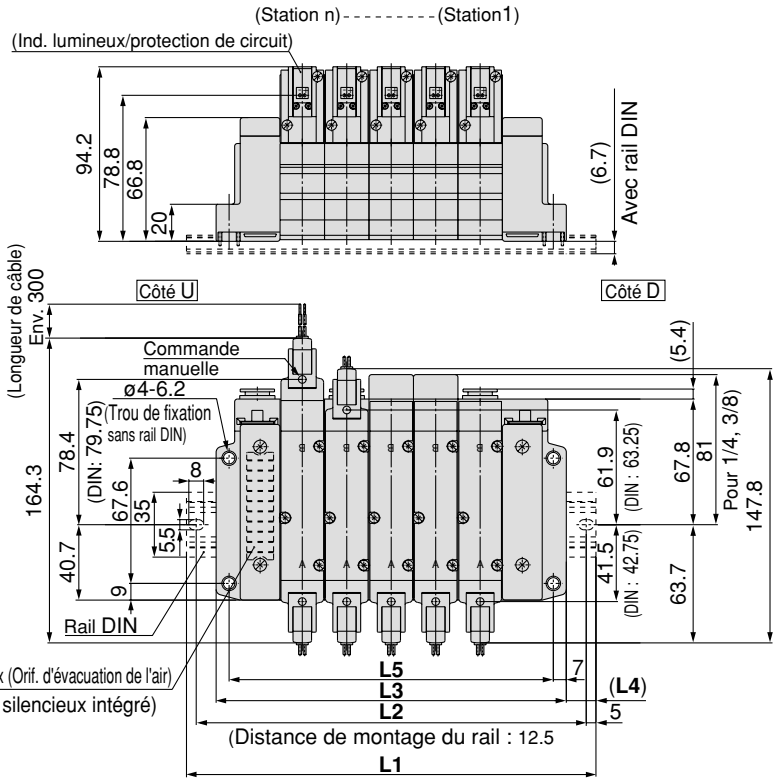 (Station n)
(Station1)
(Ind. lumineux/protection de circuit)
94.2
78.8
66.8
20
(6.7)
Avec rail DIN
Côté U
Côté D
(Longueur de câble)
Env. 300
Commande
manuelle
ø4-6.2
(Trou de fixation
sans rail DIN)
164.3
78.4
(DIN: 79.75)
67.6
35
8
5.5
40.7
9
B
B
B
B
B
A
A
A
A
A
(5.4)
61.9
(DIN : 63.25)
67.8
81
Pour 1/4, 3/8)
147.8
41.5
(DIN : 42.75)
63.7
Rail DIN
x (Orif. d'évacuation de l'air)
silencieux intégré)
L5
7
L3
(L4)
L2
5
(Distance de montage du rail : 12.5
L1